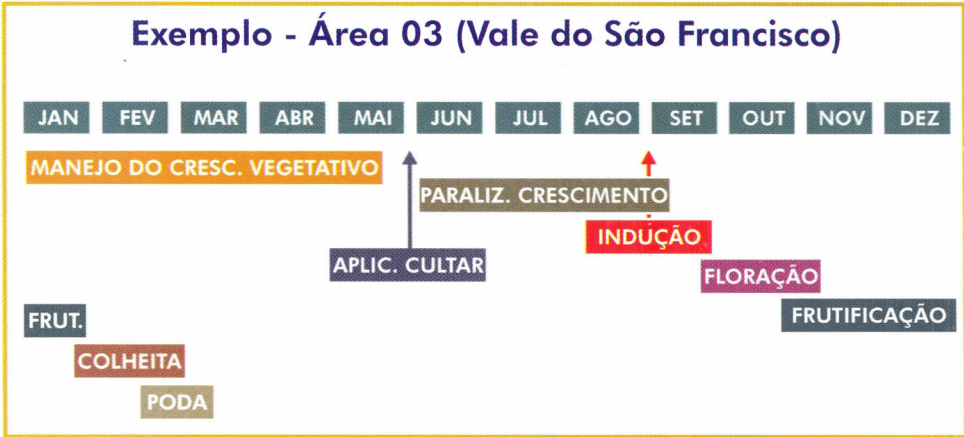 Exemplo - Área 03 (Vale do São Francisco)
JAN FEV MAR ABR MAI JUN JUL AGO SET OUT NOV DEZ
MANEJO DO CRESC. VEGETATIVO
PARALIZ. CRESCIMENTO
INDUÇÃO
APLIC. CULTAR
FLORAÇÃO
FRUT.
FRUTIFICAÇÃO
COLHEITA
PODA